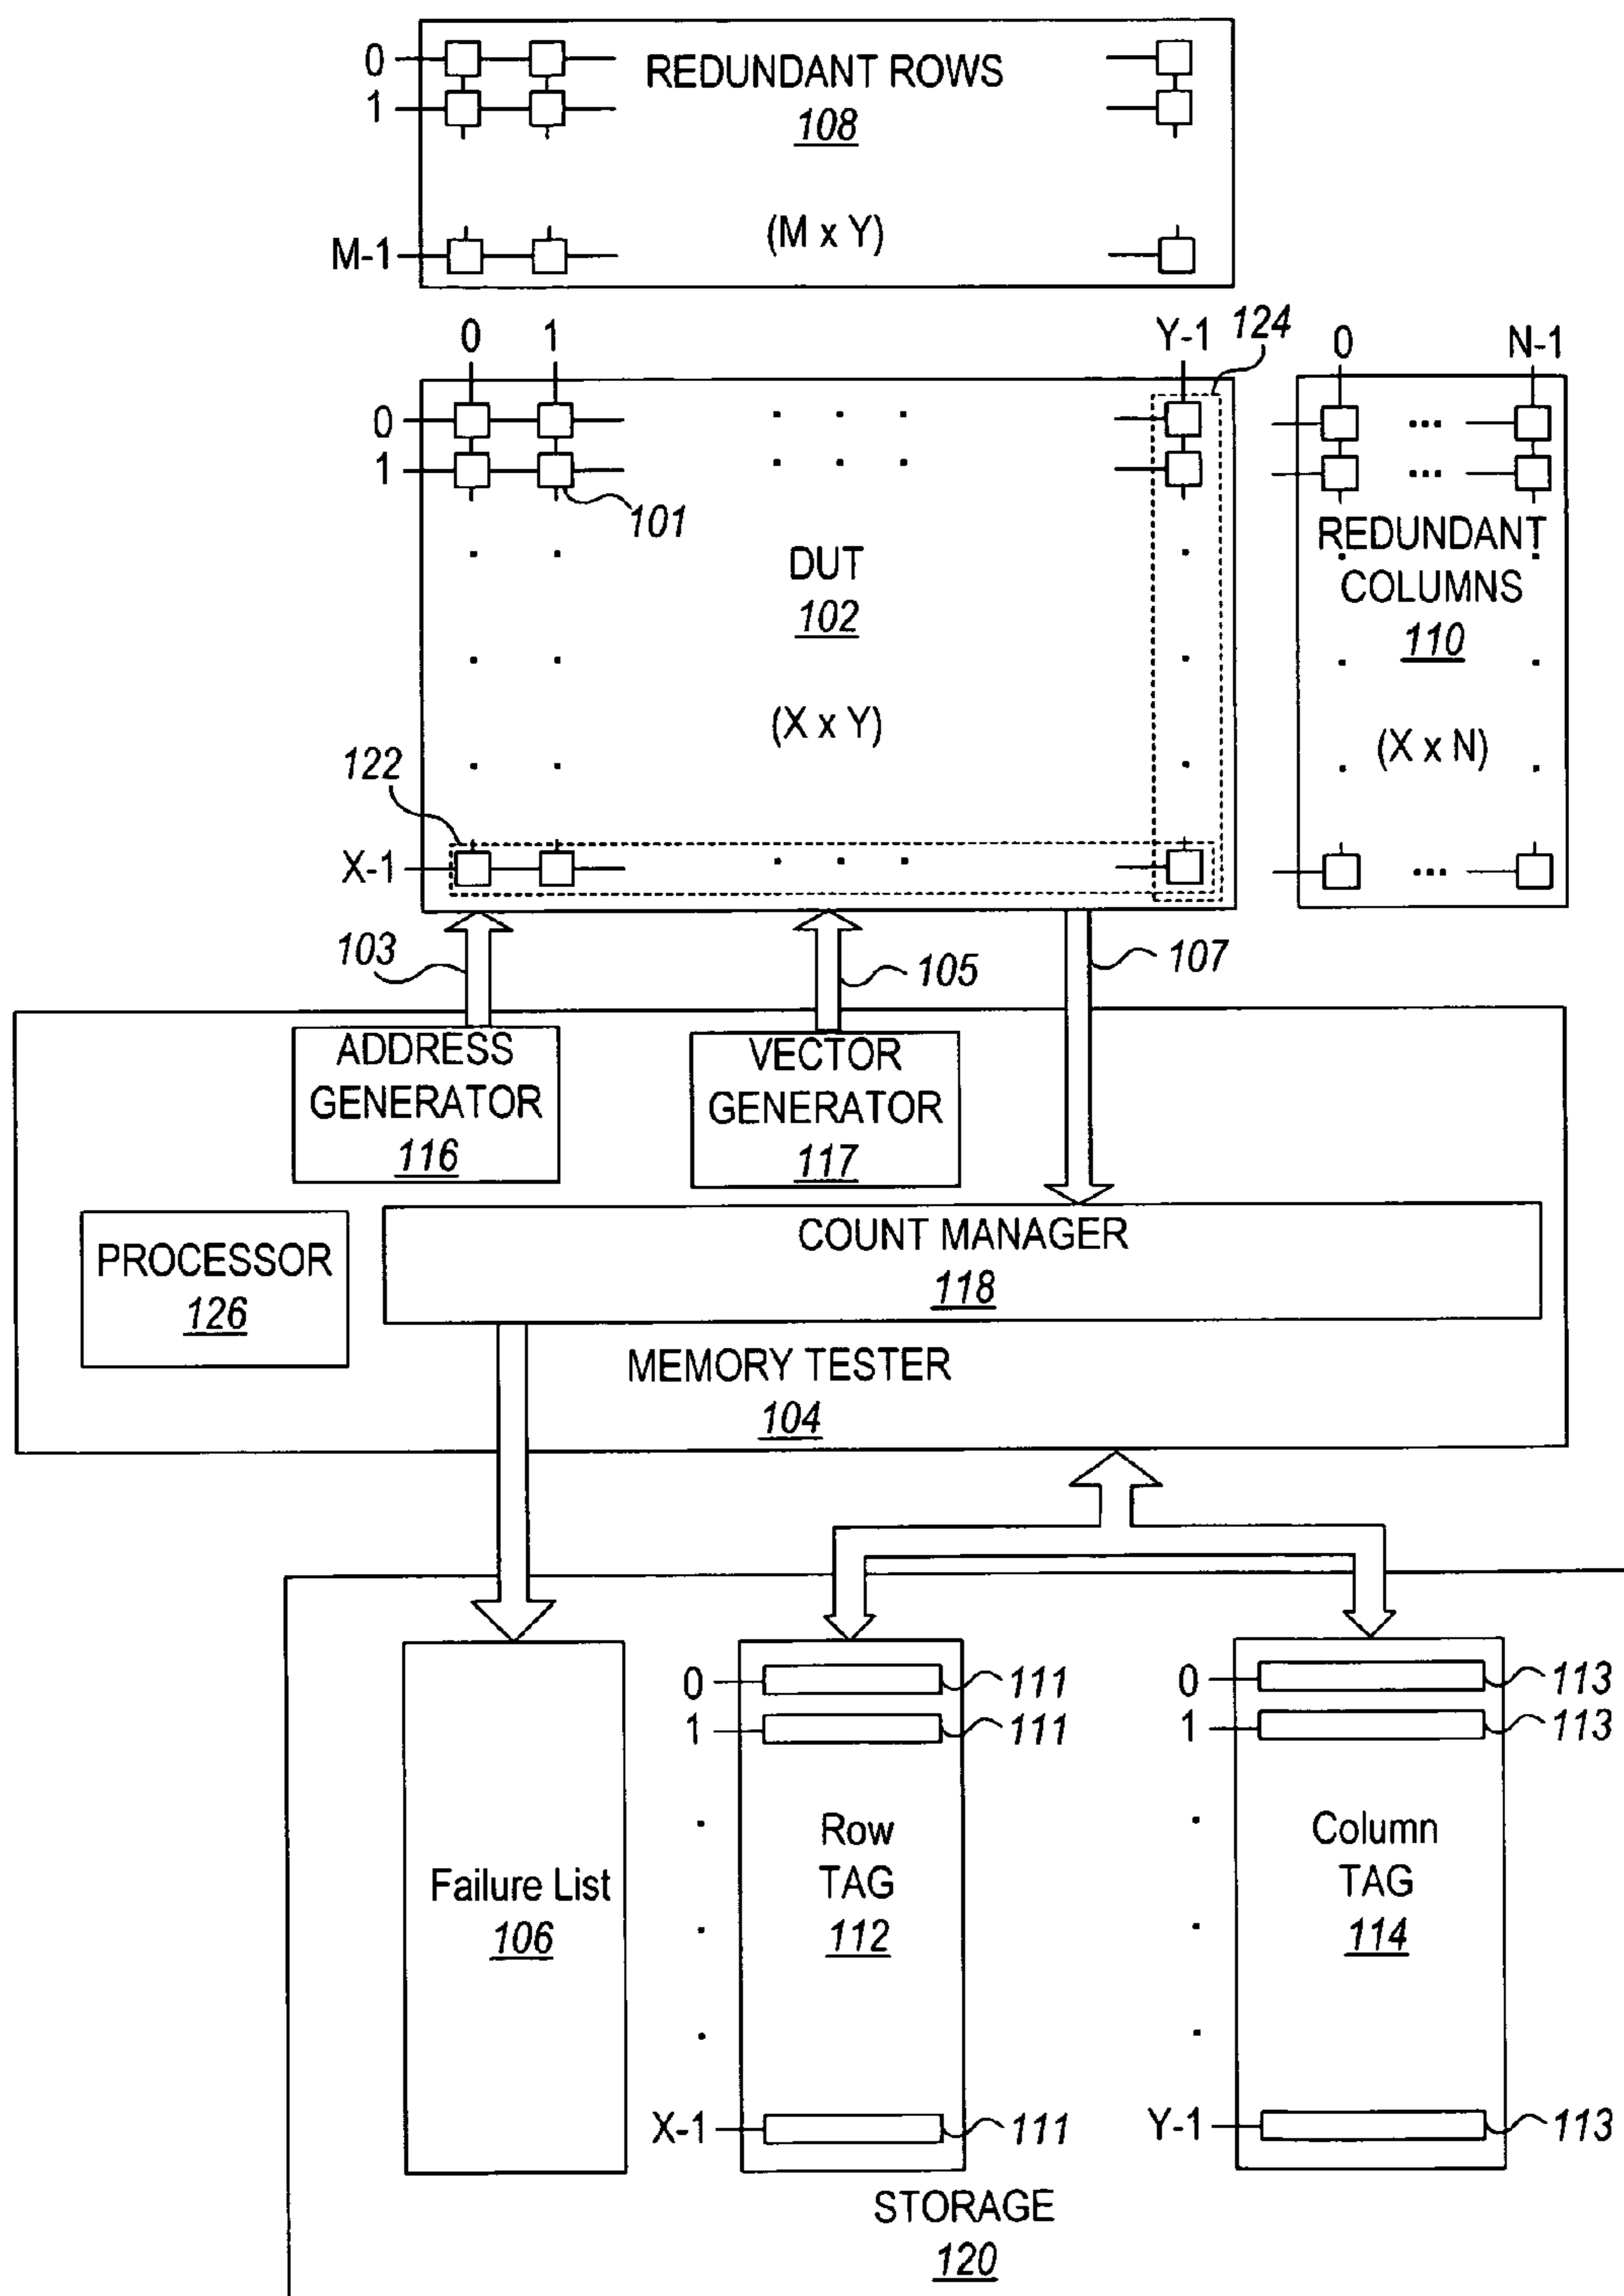 0
REDUNDANT ROWS
1
108
(M x Y)
M-1
0 1 Y-1 124 0 N-1
0
. . .
...
1
. . .
...
101
REDUNDANT
DUT
COLUMNS
102
110
(X x Y)
(X x N)
122
X-1
. . .
...
103
105
107
ADDRESS
GENERATOR
116
VECTOR
GENERATOR
117
COUNT MANAGER
118
PROCESSOR
126
MEMORY TESTER
104
0 111
0 113
1 111
1 113
Failure List
106
Row
TAG
112
Column
TAG
114
X-1 111
Y-1 113
STORAGE
120